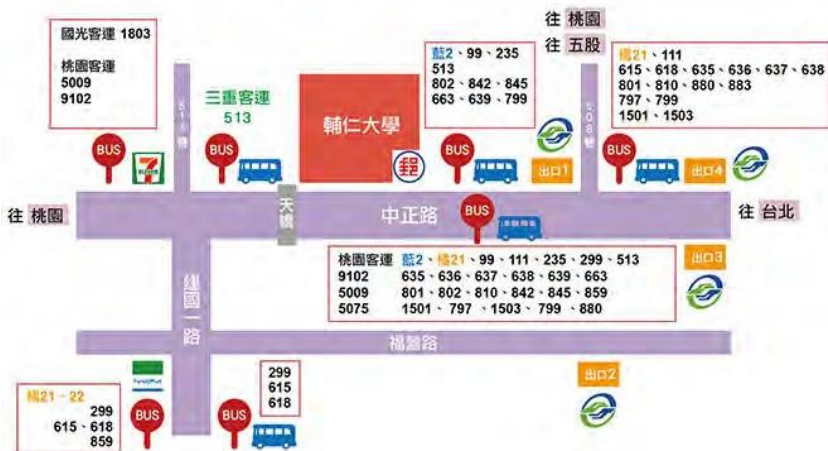 往 桃園
往 五股
國光客運 1803
桃園客運
5009
9102
三重客運
513
輔仁大學
藍2、99、235
513
802、842、845
663、639、799
橘21、111
615、618、635、636、637、638
801、810、880、883
797、799
1501、1503
508巷
BUS
7
ELEVEN
BUS
郵
BUS
出口1
BUS
出口4
往 桃園
天橋
中正路
BUS
往 台北
建國一路
桃園客運 藍2、橘21、99、111、235、299、513
9102 635、636、637、638、639、663
5009 801、802、810、842、845、859
5075 1501、797、1503、799、880
出口3
福營路
FamilyMart
299
615
618
出口2
橘21、22
299
615、618
859
BUS
BUS